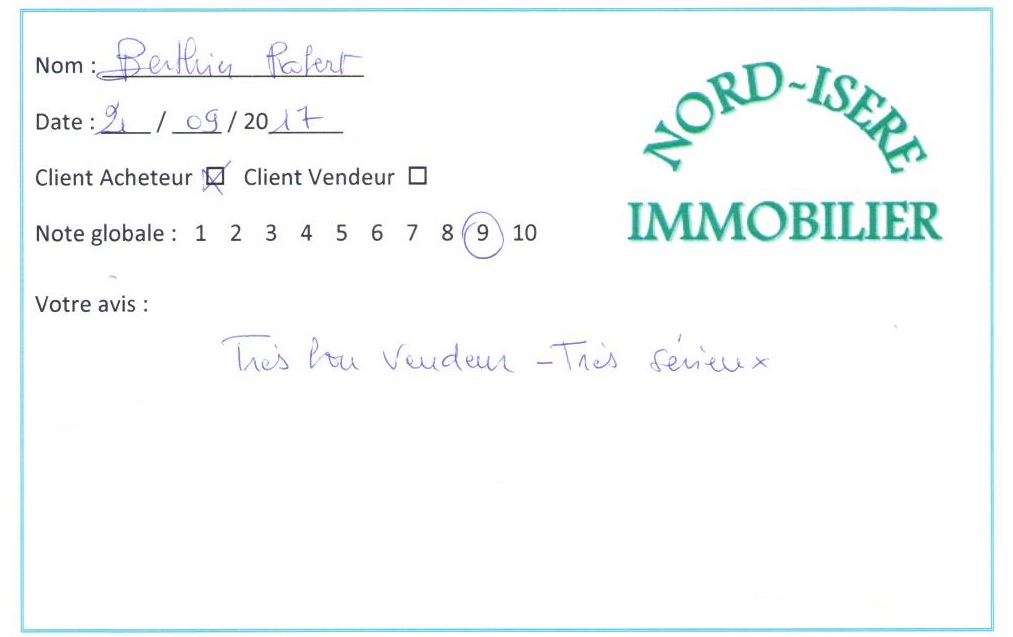 Nom : Berthin Robert
Date : 21 / 09 / 2017
Client Acheteur ☒ Client Vendeur ☐
Note globale : 1 2 3 4 5 6 7 8 9 10
Votre avis :
Très bon Vendeur - Très sérieux
NORD-ISERE
IMMOBILIER